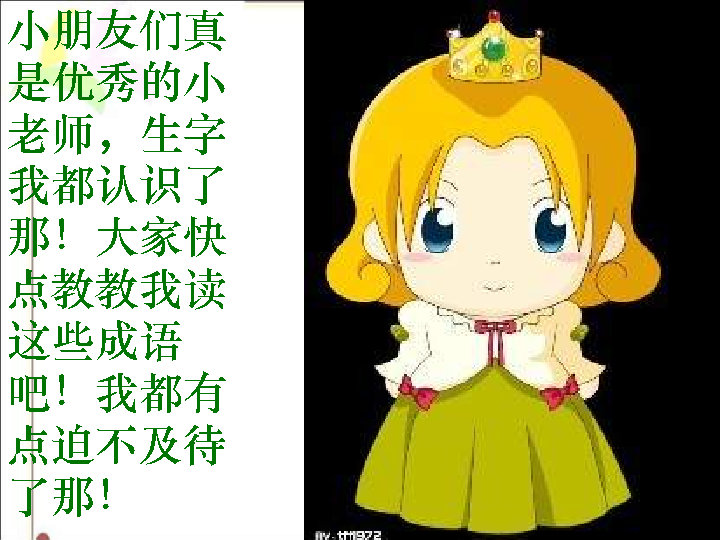 小朋友们真
是优秀的小
老师，生字
我都认识了
那！大家快
点教教我读
这些成语
吧！我都有
点迫不及待
了那！